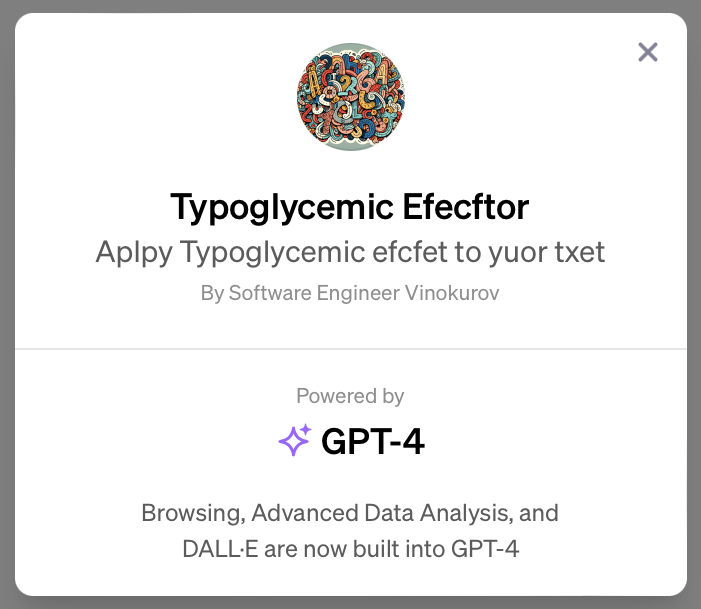 Typoglycemic Efecftor
Aplpy Typoglycemic efcfet to yuor txet
By Software Engineer Vinokurov
Powered by
GPT-4
Browsing, Advanced Data Analysis, and
DALL·E are now built into GPT-4